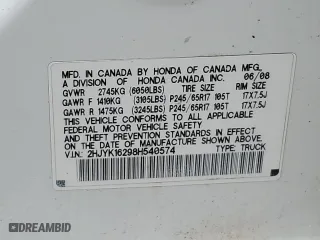 MFD. IN CANADA BY HONDA OF CANADA MFG.,
A DIVISION OF HONDA CANADA INC. 06/08
GVWR 2745KG (6050LBS) TIRE SIZE RIM SIZE
GAWR F 1410KG (3105LBS) P245/65R17 105T 17X7.5J
GAWR R 1475KG (3245LBS) P245/65R17 105T 17X7.5J
THIS VEHICLE CONFORMS TO ALL APPLICABLE
FEDERAL MOTOR VEHICLE SAFETY STANDARDS
IN EFFECT ON THE DATE OF MANUFACTURE
SHOWN ABOVE.
V.I.N.: 2HJYK16298H540574 TYPE: TRUCK
© AutoBidCar